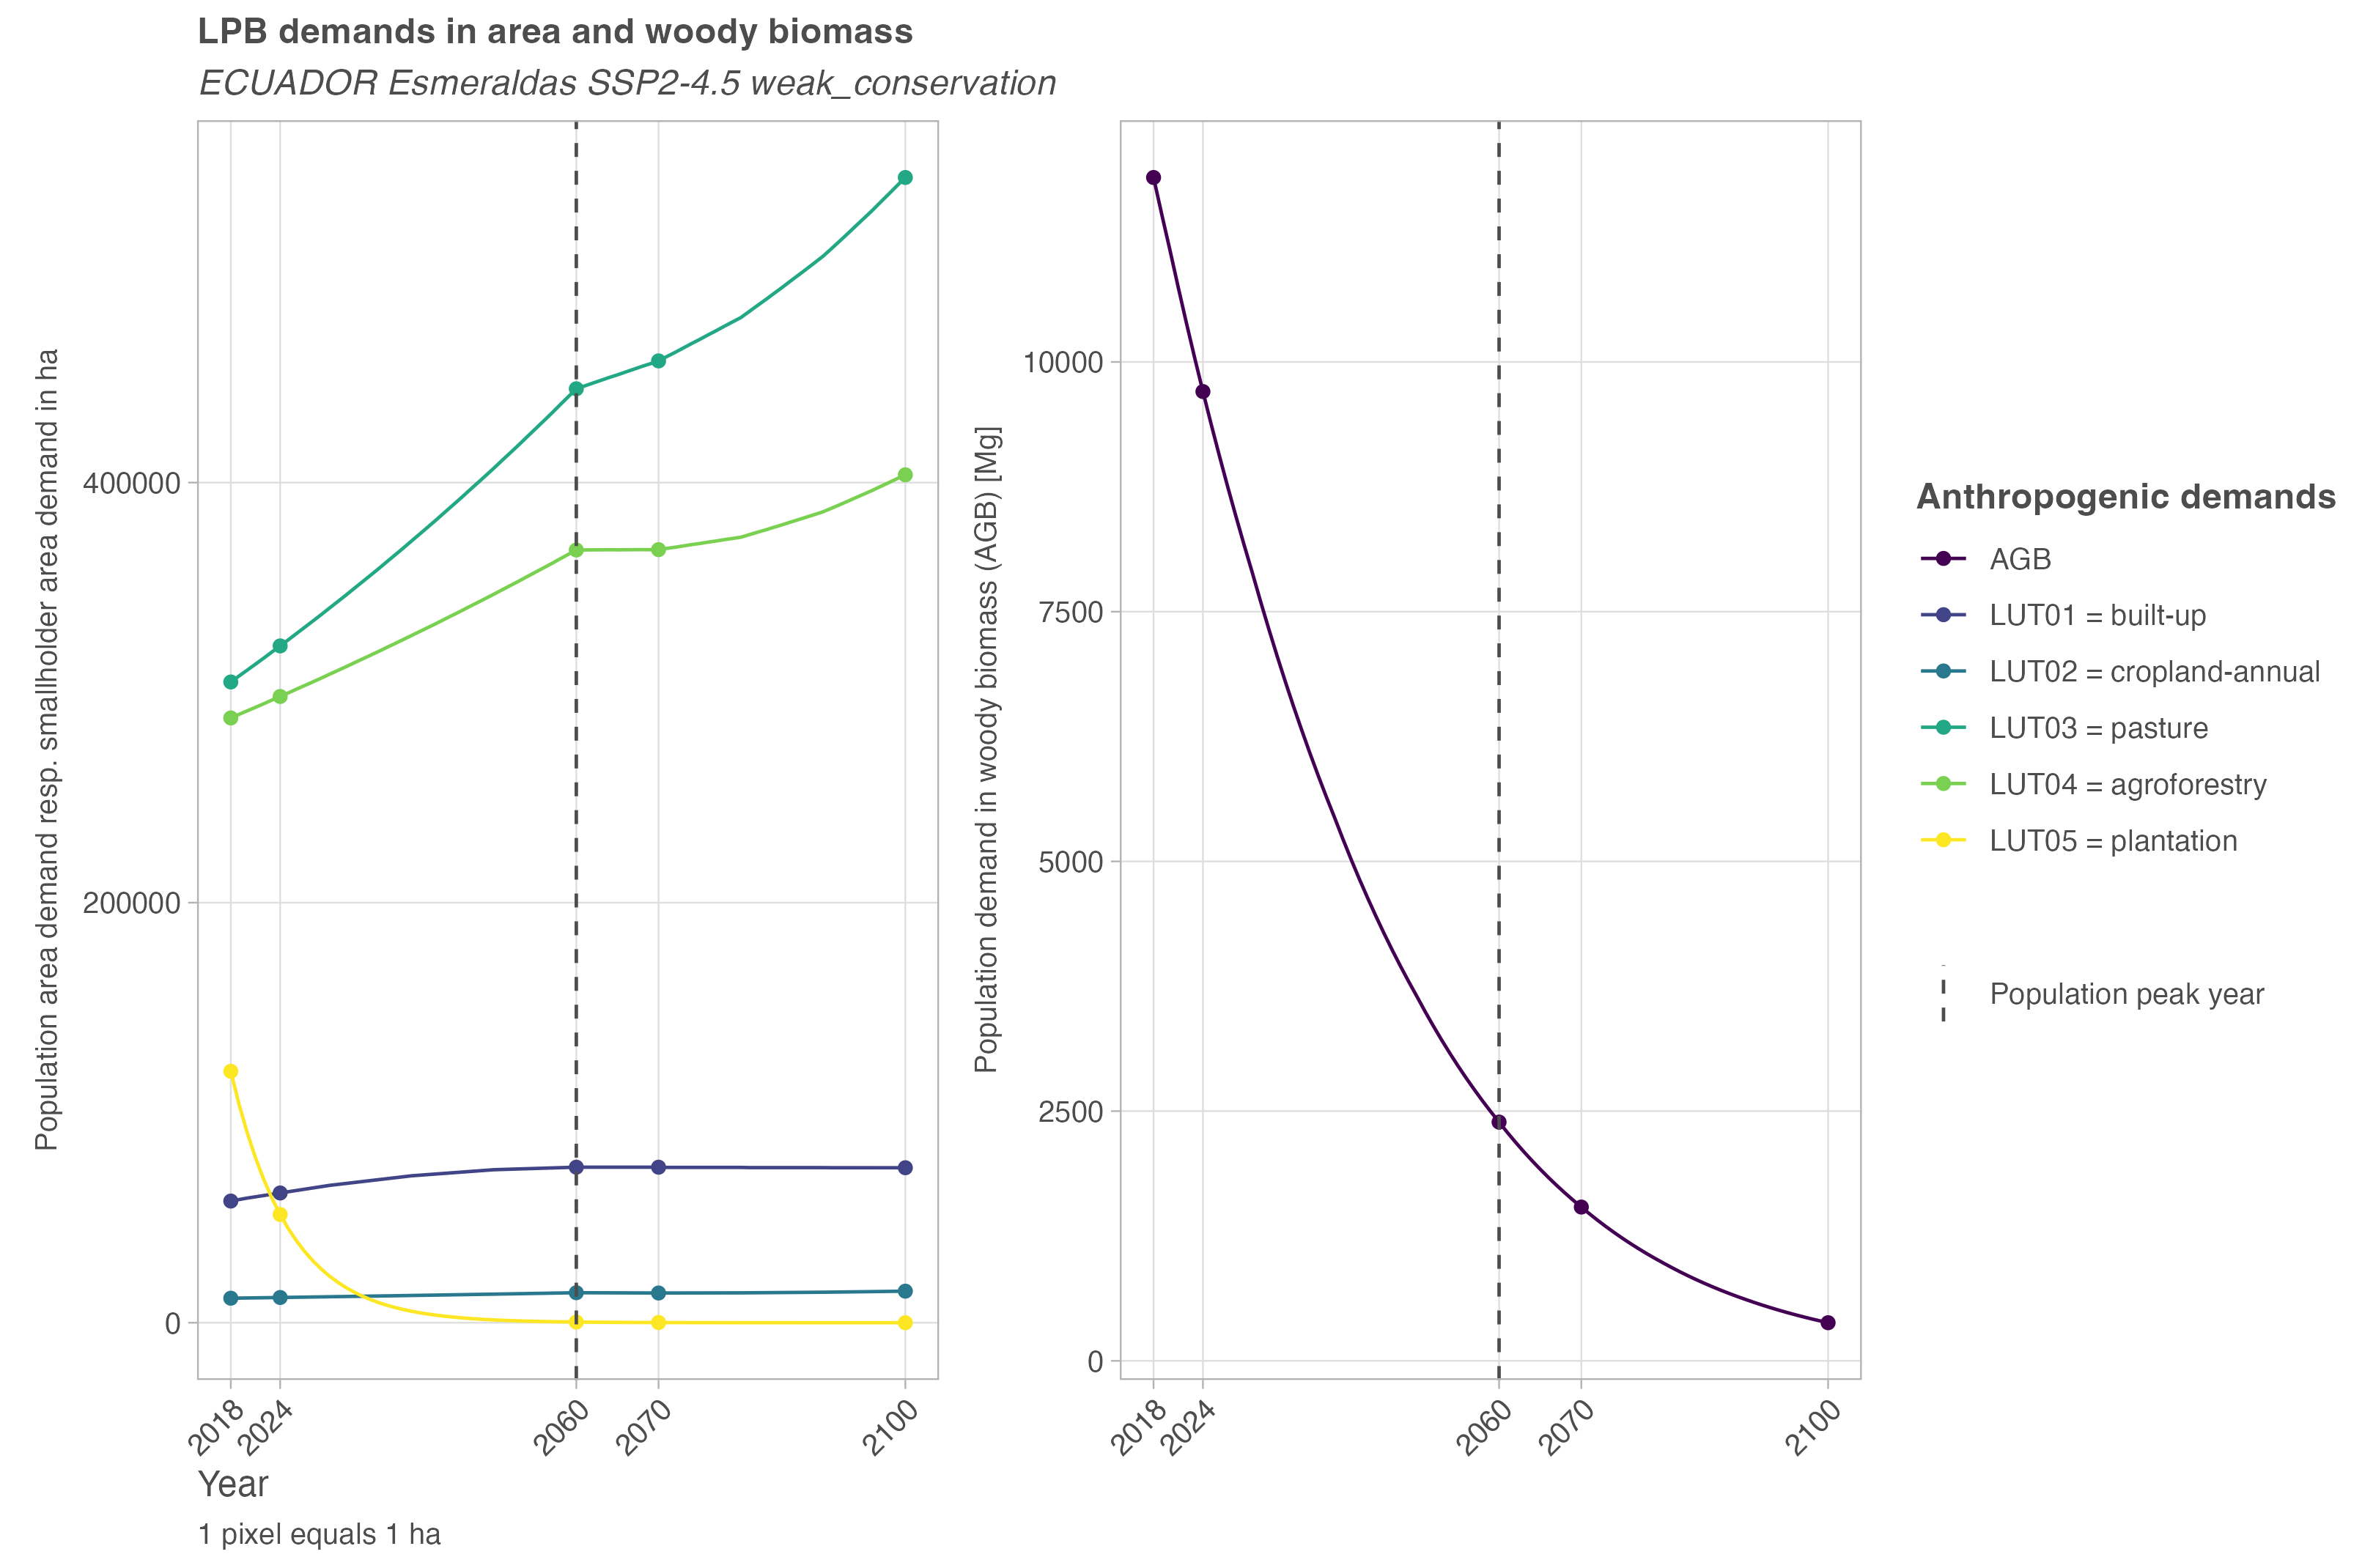 LPB demands in area and woody biomass
ECUADOR Esmeraldas SSP2-4.5 weak_conservation
Population area demand resp. smallholder area demand in ha
400000
200000
0
2018
2024
2060
2070
2100
Year
1 pixel equals 1 ha
Population demand in woody biomass (AGB) [Mg]
10000
7500
5000
2500
0
2018
2024
2060
2070
2100
Anthropogenic demands
AGB
LUT01 = built-up
LUT02 = cropland-annual
LUT03 = pasture
LUT04 = agroforestry
LUT05 = plantation
Population peak year